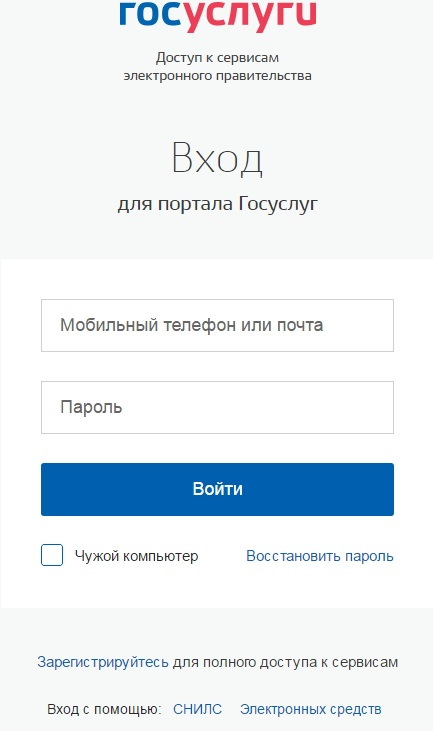 госуслуги
Доступ к сервисам
электронного правительства
Вход
для портала Госуслуг
Мобильный телефон или почта
Пароль
Войти
Чужой компьютер Восстановить пароль
Зарегистрируйтесь для полного доступа к сервисам
Вход с помощью: СНИЛС Электронных средств